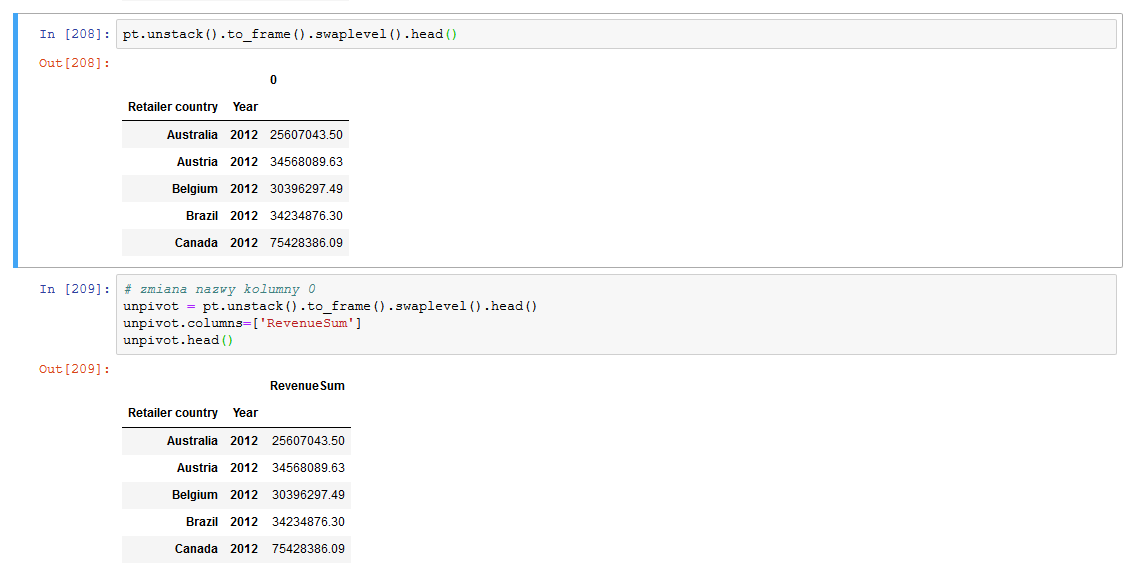 In [208]: pt.unstack().to_frame().swaplevel().head()
Out[208]:
0
Retailer country Year
Australia 2012 25607043.50
Austria 2012 34568089.63
Belgium 2012 30396297.49
Brazil 2012 34234876.30
Canada 2012 75428386.09
In [209]: # zmiana nazwy kolumny 0
unpivot = pt.unstack().to_frame().swaplevel().head()
unpivot.columns=['RevenueSum']
unpivot.head()
Out[209]:
RevenueSum
Retailer country Year
Australia 2012 25607043.50
Austria 2012 34568089.63
Belgium 2012 30396297.49
Brazil 2012 34234876.30
Canada 2012 75428386.09